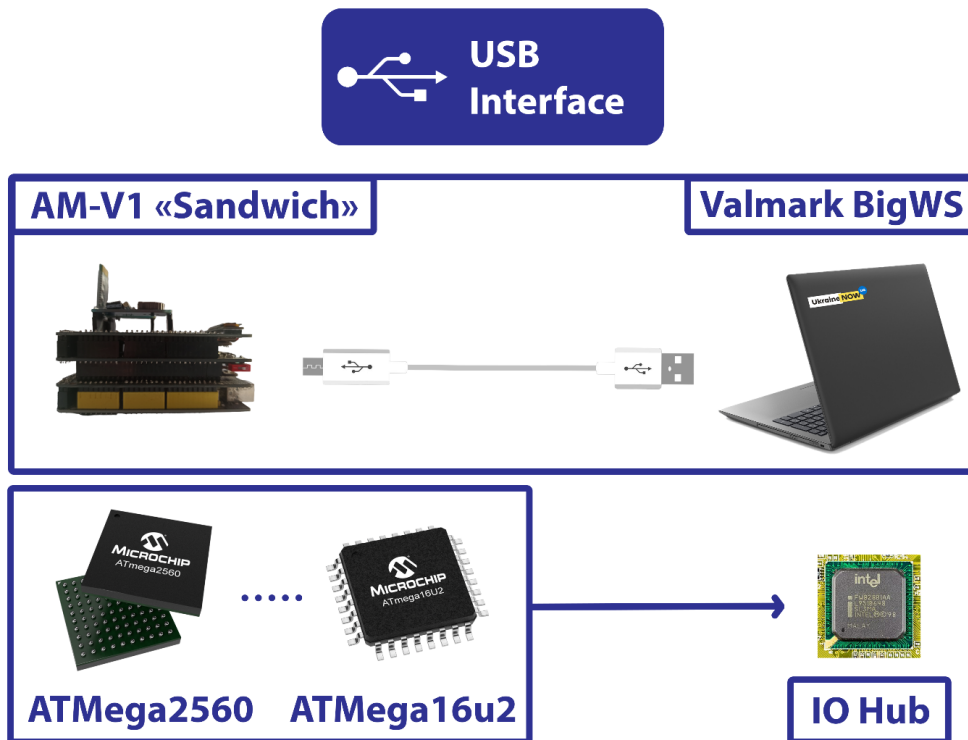 USB
Interface
AM-V1 «Sandwich»
Valmark BigWS
Ukraine NOW
MICROCHIP
ATmega2560
MICROCHIP
ATmega16U2
intel
ATMega2560
ATMega16u2
IO Hub